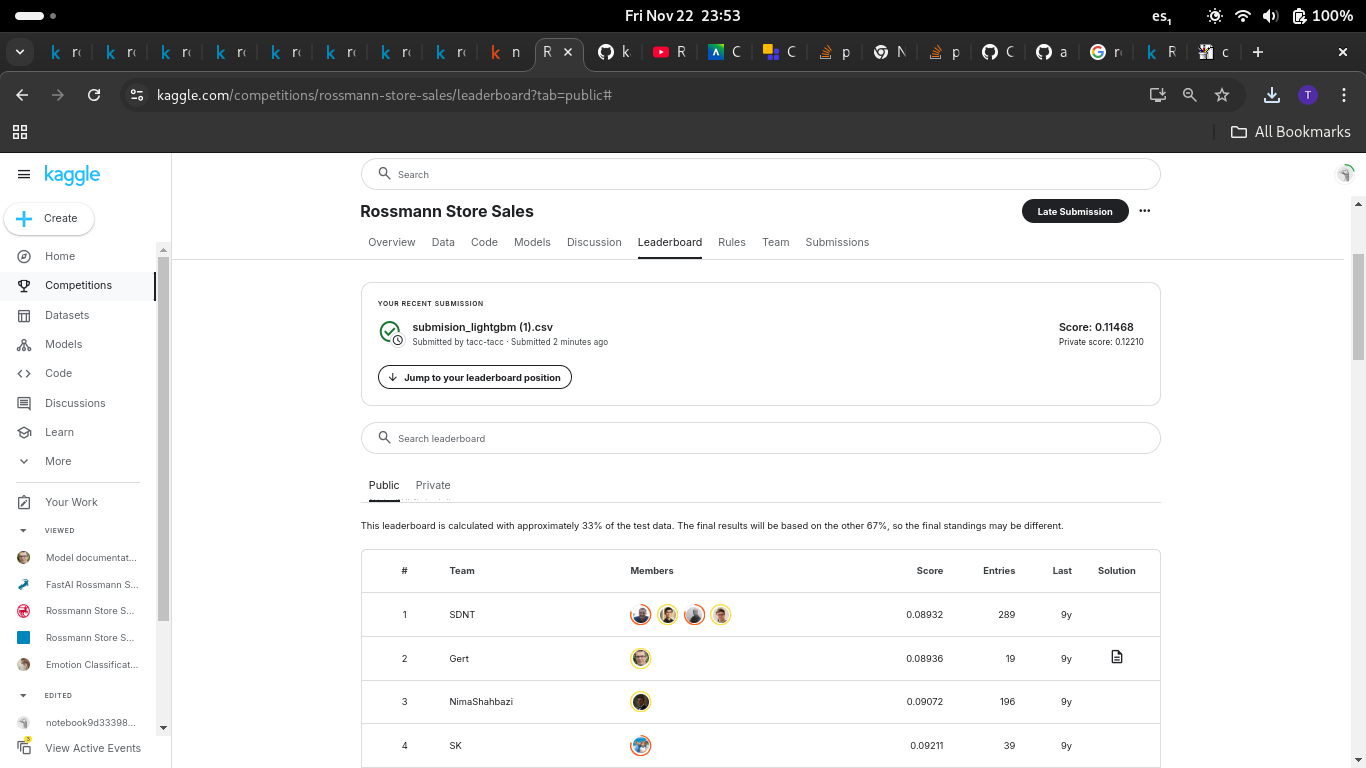 Fri Nov 22 23:53
es1
100%
kaggle.com/competitions/rossmann-store-sales/leaderboard?tab=public#
All Bookmarks
kaggle
Search
Create
Rossmann Store Sales
Late Submission
Overview Data Code Models Discussion Leaderboard Rules Team Submissions
Home
Competitions
Datasets
Models
Code
Discussions
Learn
More
Your Work
VIEWED
Model documentat...
FastAI Rossmann S...
Rossmann Store S...
Rossmann Store S...
Emotion Classificat...
EDITED
notebook9d33398...
View Active Events
YOUR RECENT SUBMISSION
submision_lightgbm (1).csv
Score: 0.11468
Submitted by tacc-tacc · Submitted 2 minutes ago
Private score: 0.12210
Jump to your leaderboard position
Search leaderboard
Public Private
This leaderboard is calculated with approximately 33% of the test data. The final results will be based on the other 67%, so the final standings may be different.
# Team Members Score Entries Last Solution
1 SDNT 0.08932 289 9y
2 Gert 0.08936 19 9y
3 NimaShahbazi 0.09072 196 9y
4 SK 0.09211 39 9y